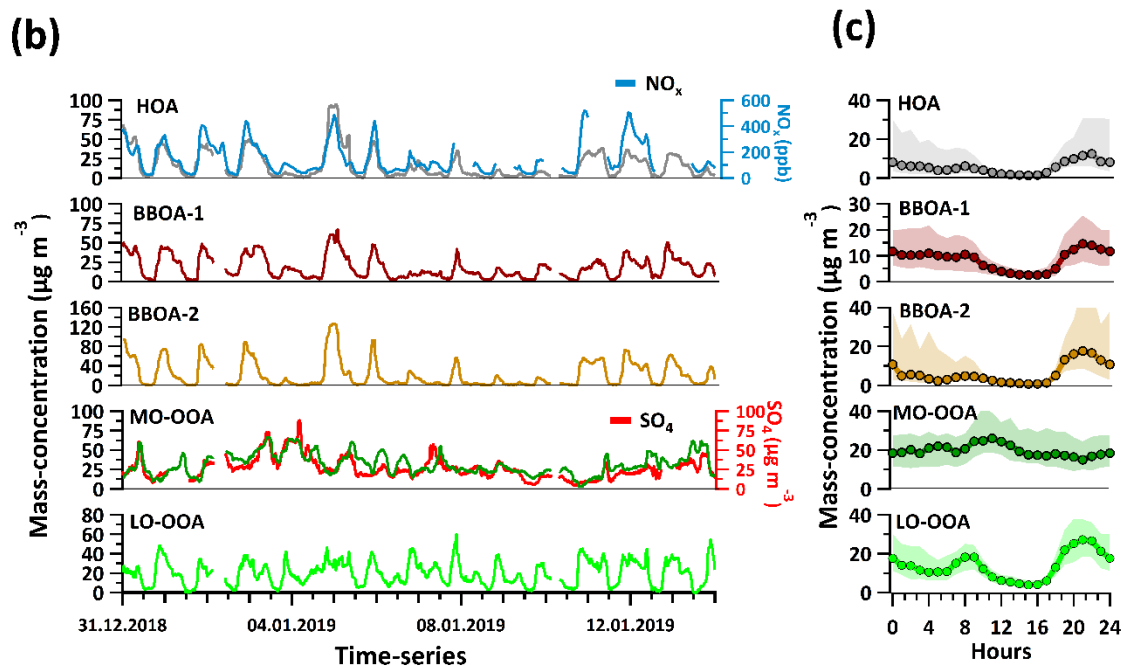 (b)
Mass-concentration (µg m⁻³)
HOA
NOₓ
100
75
50
25
0
600
400
200
0
NOₓ (ppb)
BBOA-1
100
75
50
25
0
BBOA-2
160
120
80
40
0
MO-OOA
SO₄
100
75
50
25
0
100
75
50
25
0
SO₄ (µg m⁻³)
LO-OOA
80
60
40
20
0
31.12.2018
04.01.2019
08.01.2019
12.01.2019
Time-series
(c)
Mass-concentration (µg m⁻³)
HOA
40
20
0
BBOA-1
30
20
10
0
BBOA-2
40
20
0
MO-OOA
40
20
0
LO-OOA
40
20
0
0 4 8 12 16 20 24
Hours